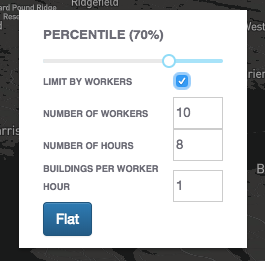 Ridgefield
ard Pound Ridge
Rese
PERCENTILE (70%)
LIMIT BY WORKERS
NUMBER OF WORKERS 10
NUMBER OF HOURS 8
BUILDINGS PER WORKER
HOUR 1
Flat